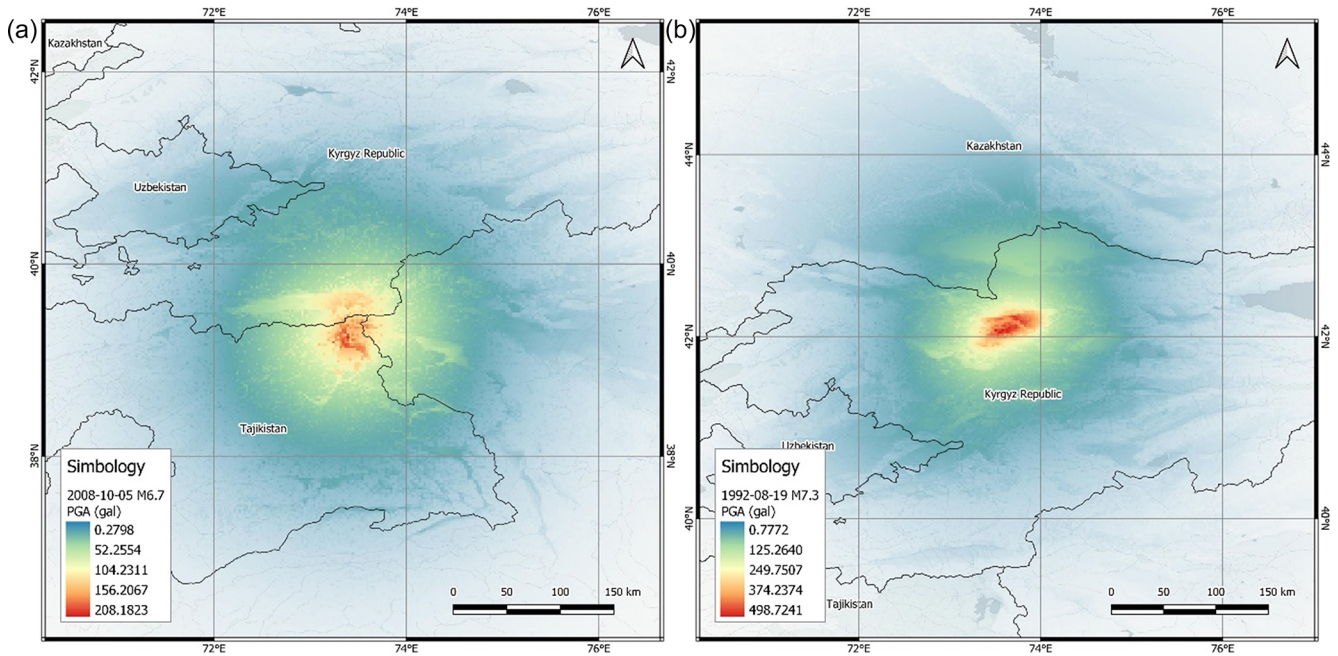 (a)
72°E
74°E
76°E
Kazakhstan
42°N
42°N
Kyrgyz Republic
Uzbekistan
40°N
40°N
Tajikistan
38°N
38°N
Simbology
2008-10-05 M6.7
PGA (gal)
0.2798
52.2554
104.2311
156.2067
208.1823
0 50 100 150 km
72°E
74°E
76°E
(b)
72°E
74°E
76°E
Kazakhstan
44°N
44°N
42°N
42°N
Kyrgyz Republic
Uzbekistan
Simbology
1992-08-19 M7.3
PGA (gal)
0.7772
125.2640
249.7507
374.2374
498.7241
40°N
40°N
Tajikistan
0 50 100 150 km
72°E
74°E
76°E